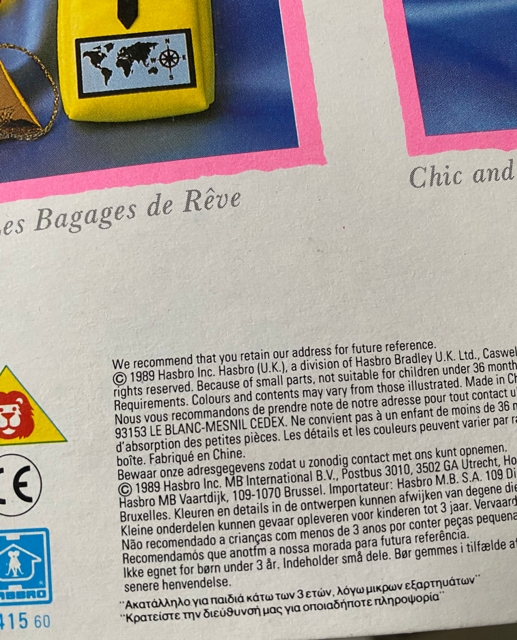 N
W E
S
Les Bagages de Rêve
Chic and
We recommend that you retain our address for future reference.
© 1989 Hasbro Inc. Hasbro (U.K.), a division of Hasbro Bradley U.K. Ltd., Caswel
rights reserved. Because of small parts, not suitable for children under 36 month
Requirements. Colours and contents may vary from those illustrated. Made in Ch
Nous vous recommandons de prendre note de notre adresse pour tout contact u
93153 LE BLANC-MESNIL CEDEX. Ne convient pas à un enfant de moins de 36 m
d'absorption des petites pièces. Les détails et les couleurs peuvent varier par ra
boîte. Fabriqué en Chine.
Bewaar onze adresgegevens zodat u zonodig contact met ons kunt opnemen.
© 1989 Hasbro Inc. MB International B.V., Postbus 3010, 3502 GA Utrecht, Ho
Hasbro MB Vaartdijk, 109-1070 Brussel. Importateur: Hasbro M.B. S.A. 109 Di
Bruxelles. Kleuren en details in de ontwerpen kunnen afwijken van degene die
Kleine onderdelen kunnen gevaar opleveren voor kinderen tot 3 jaar. Vervaard
Não recomendado a crianças com menos de 3 anos por conter peças pequena
Recomendamós que anotfm a nossa morada para futura referência.
Ikke egnet for børn under 3 år. Indeholder små dele. Bør gemmes i tilfælde af
senere henvendelse.
¨Ακατάλληλο για παιδιά κάτω των 3 ετών, λόγω μικρων εξαρτημάτων¨
¨Κρατείστε την διεύθυνσή μας για οποιαδήποτε πληροφορία¨
CE
HASBRO
415 60